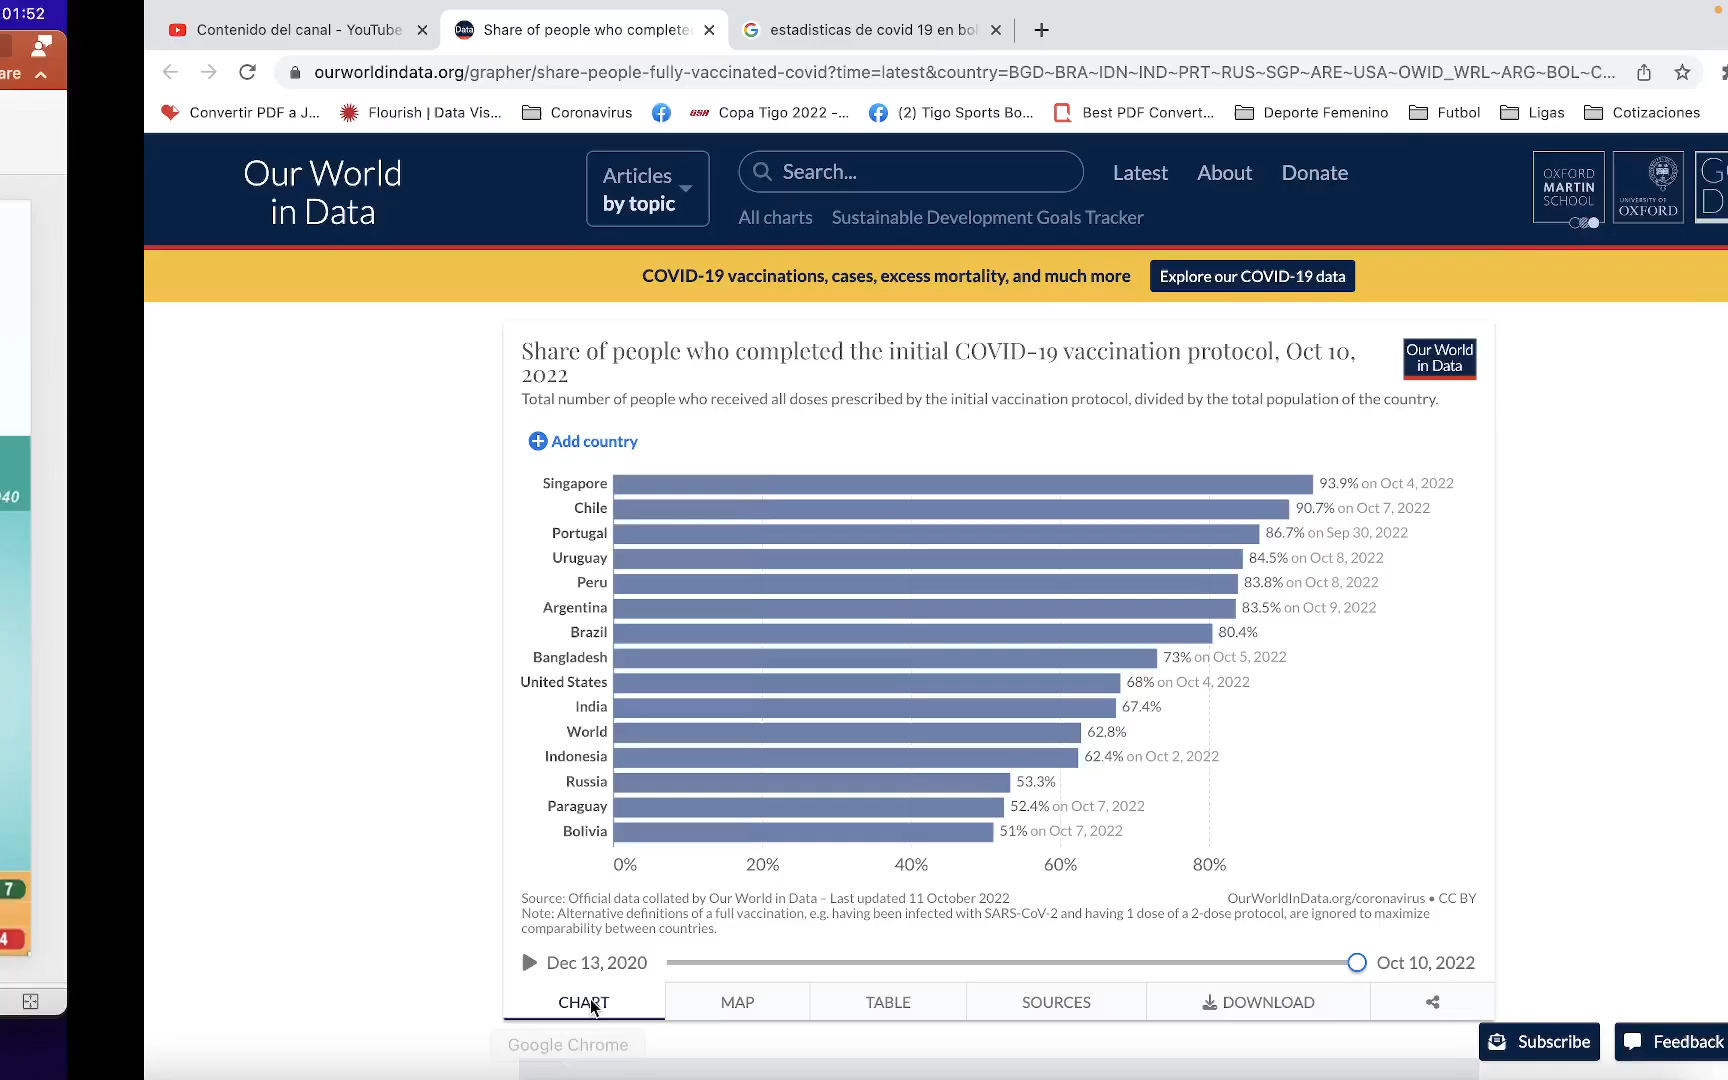 01:52
are
040
7
4
Contenido del canal - YouTube
Share of people who complete
estadisticas de covid 19 en bo
ourworldindata.org/grapher/share-people-fully-vaccinated-covid?time=latest&country=BGD~BRA~IDN~IND~PRT~RUS~SGP~ARE~USA~OWID_WRL~ARG~BOL~C...
Convertir PDF a J... Flourish | Data Vis... Coronavirus Copa Tigo 2022 -... (2) Tigo Sports Bo... Best PDF Convert... Deporte Femenino Futbol Ligas Cotizaciones
Our World
in Data
Articles
by topic
Search...
Latest About Donate
All charts Sustainable Development Goals Tracker
OXFORD
MARTIN
SCHOOL
UNIVERSITY OF
OXFORD
COVID-19 vaccinations, cases, excess mortality, and much more Explore our COVID-19 data
Share of people who completed the initial COVID-19 vaccination protocol, Oct 10,
2022
Our World
in Data
Total number of people who received all doses prescribed by the initial vaccination protocol, divided by the total population of the country.
Add country
Singapore 93.9% on Oct 4, 2022
Chile 90.7% on Oct 7, 2022
Portugal 86.7% on Sep 30, 2022
Uruguay 84.5% on Oct 8, 2022
Peru 83.8% on Oct 8, 2022
Argentina 83.5% on Oct 9, 2022
Brazil 80.4%
Bangladesh 73% on Oct 5, 2022
United States 68% on Oct 4, 2022
India 67.4%
World 62.8%
Indonesia 62.4% on Oct 2, 2022
Russia 53.3%
Paraguay 52.4% on Oct 7, 2022
Bolivia 51% on Oct 7, 2022
0% 20% 40% 60% 80%
Source: Official data collated by Our World in Data – Last updated 11 October 2022 OurWorldInData.org/coronavirus • CC BY
Note: Alternative definitions of a full vaccination, e.g. having been infected with SARS-CoV-2 and having 1 dose of a 2-dose protocol, are ignored to maximize
comparability between countries.
Dec 13, 2020 Oct 10, 2022
CHART MAP TABLE SOURCES DOWNLOAD
Google Chrome
Subscribe Feedback